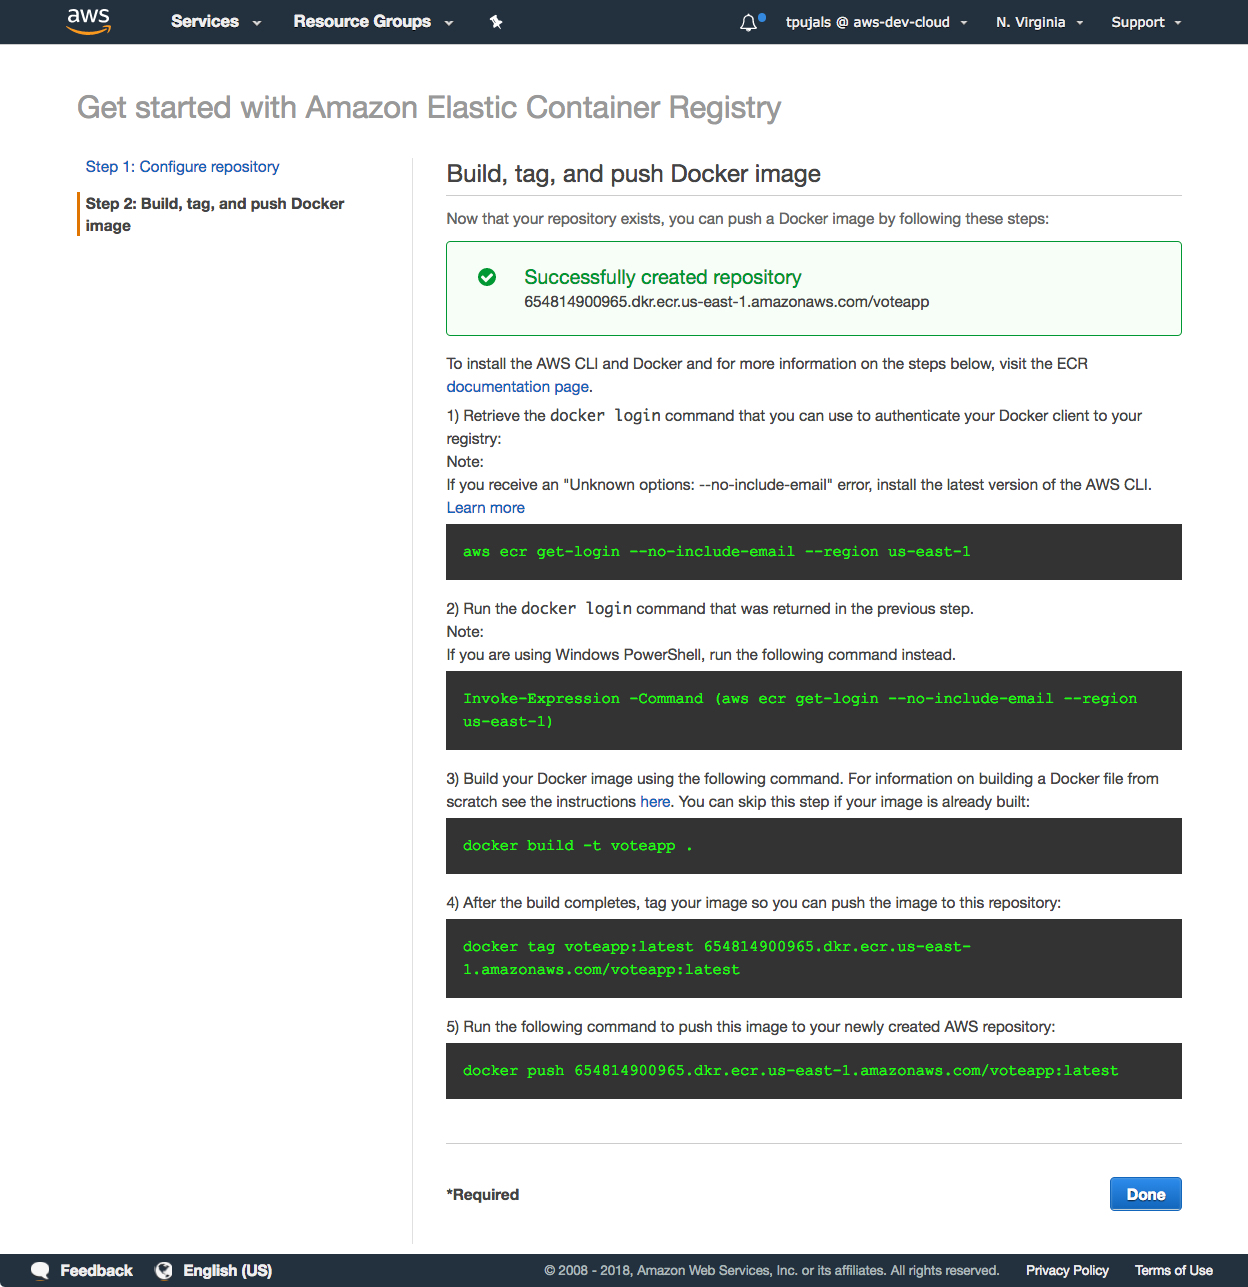 aws Services Resource Groups tpujals @ aws-dev-cloud N. Virginia Support
Get started with Amazon Elastic Container Registry
Step 1: Configure repository
Step 2: Build, tag, and push Docker
image
Build, tag, and push Docker image
Now that your repository exists, you can push a Docker image by following these steps:
Successfully created repository
654814900965.dkr.ecr.us-east-1.amazonaws.com/voteapp
To install the AWS CLI and Docker and for more information on the steps below, visit the ECR
documentation page.
1) Retrieve the docker login command that you can use to authenticate your Docker client to your
registry:
Note:
If you receive an "Unknown options: --no-include-email" error, install the latest version of the AWS CLI.
Learn more
aws ecr get-login --no-include-email --region us-east-1
2) Run the docker login command that was returned in the previous step.
Note:
If you are using Windows PowerShell, run the following command instead.
Invoke-Expression -Command (aws ecr get-login --no-include-email --region
us-east-1)
3) Build your Docker image using the following command. For information on building a Docker file from
scratch see the instructions here. You can skip this step if your image is already built:
docker build -t voteapp .
4) After the build completes, tag your image so you can push the image to this repository:
docker tag voteapp:latest 654814900965.dkr.ecr.us-east-
1.amazonaws.com/voteapp:latest
5) Run the following command to push this image to your newly created AWS repository:
docker push 654814900965.dkr.ecr.us-east-1.amazonaws.com/voteapp:latest
*Required
Done
Feedback English (US) © 2008 - 2018, Amazon Web Services, Inc. or its affiliates. All rights reserved. Privacy Policy Terms of Use